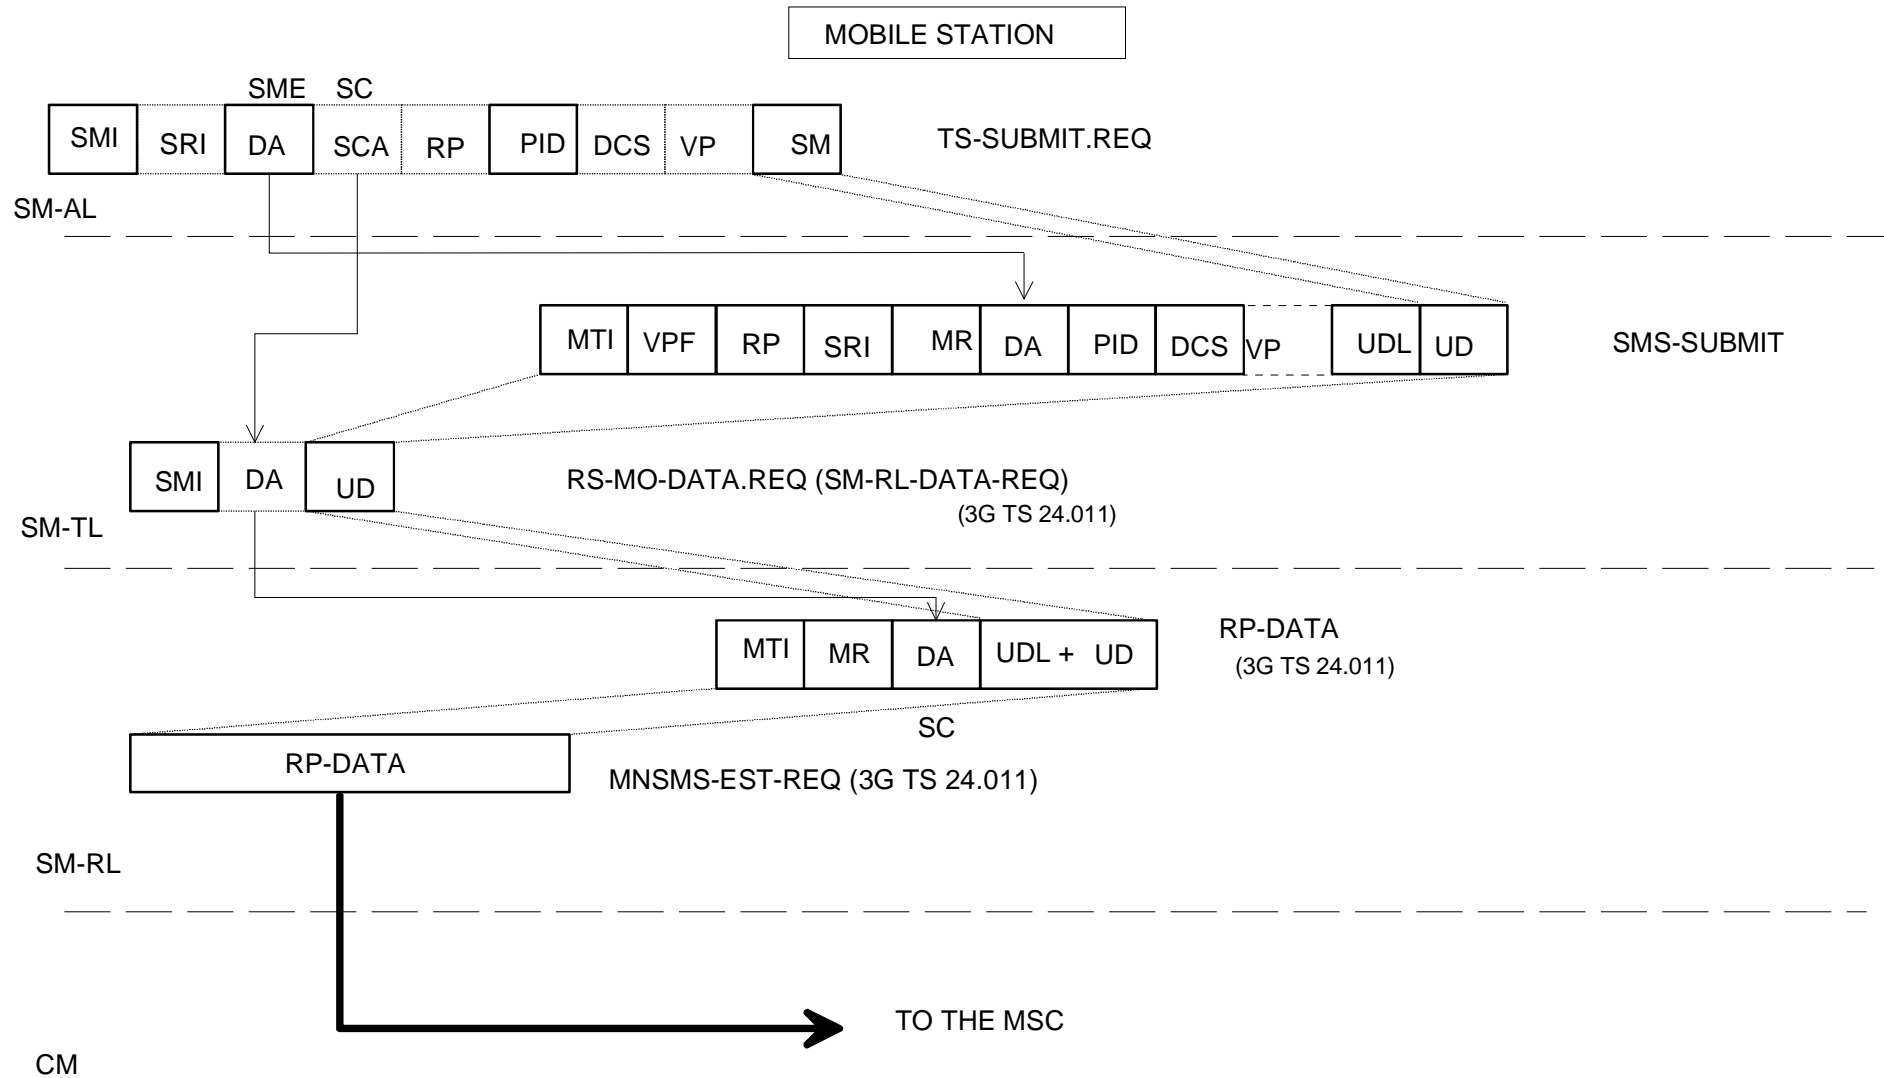 MOBILE STATION
SME SC
SMI SRI DA SCA RP PID DCS VP SM TS-SUBMIT.REQ
SM-AL
MTI VPF RP SRI MR DA PID DCS VP UDL UD SMS-SUBMIT
SMI DA UD RS-MO-DATA.REQ (SM-RL-DATA-REQ)
(3G TS 24.011)
SM-TL
MTI MR DA UDL + UD RP-DATA
(3G TS 24.011)
SC
RP-DATA MNSMS-EST-REQ (3G TS 24.011)
SM-RL
TO THE MSC
CM